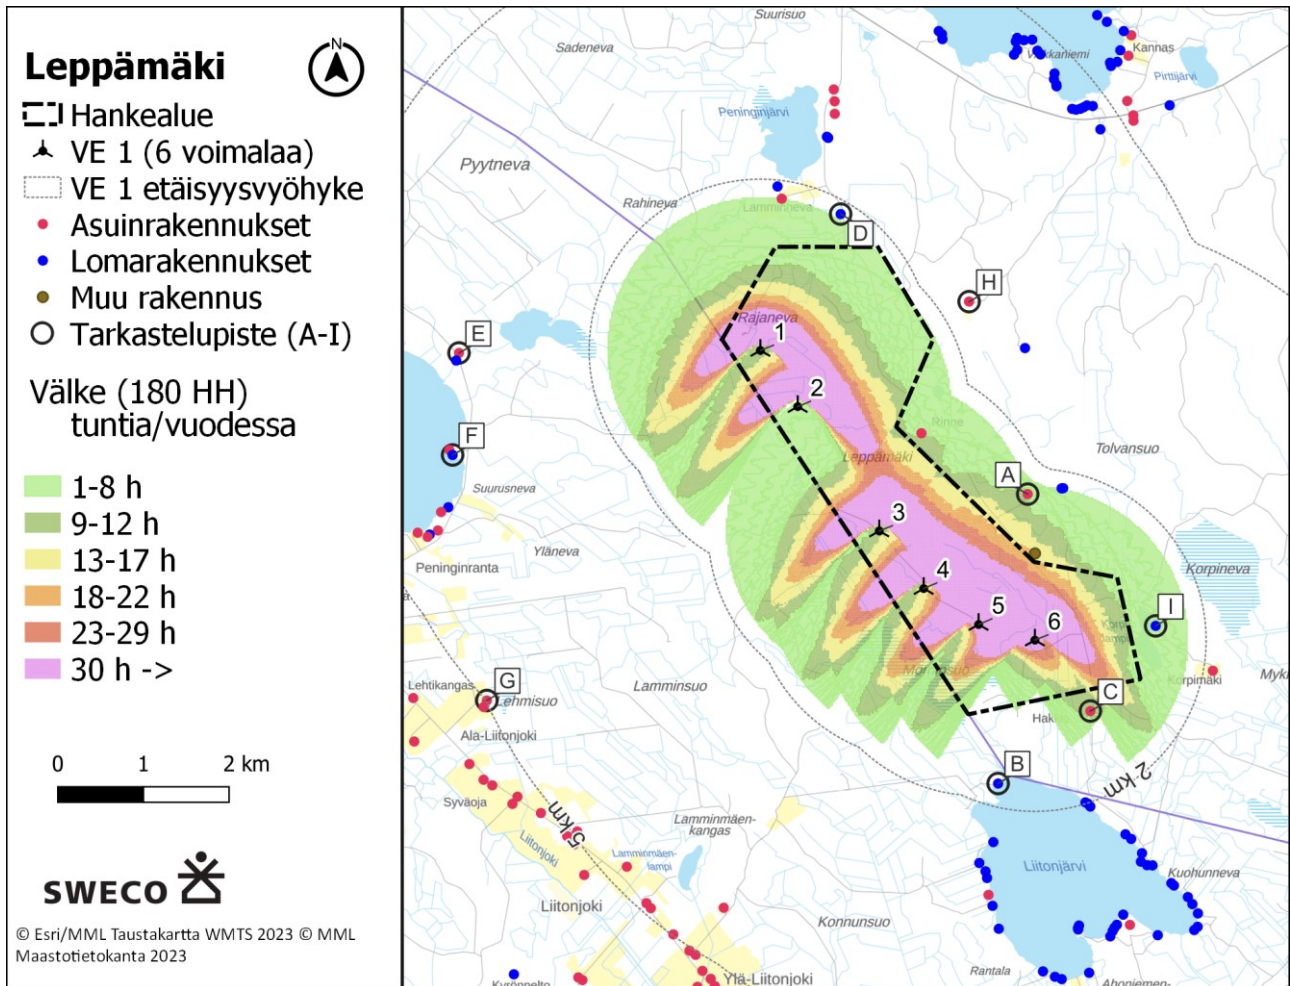 Leppämäki
N
Hankealue
VE 1 (6 voimalaa)
VE 1 etäisyysvyöhyke
Asuinrakennukset
Lomarakennukset
Muu rakennus
Tarkastelupiste (A-I)
Välke (180 HH)
tuntia/vuodessa
1-8 h
9-12 h
13-17 h
18-22 h
23-29 h
30 h ->
0 1 2 km
SWECO
© Esri/MML Taustakartta WMTS 2023 © MML
Maastotietokanta 2023
Suurisuo
Sadeneva
Kannas
Pirttijärvi
Peninginjärvi
Pyytneva
Rahineva
Lamminneva
D
H
Rajaneva
1
E
2
Rinne
F
Leppämäki
Tolvansuo
Suurusneva
A
3
Yläneva
Peninginranta
4
Korpineva
5
6
I
Lamminsuo
Korpimäki
Lehtikangas
G
Lehmisuo
C
Ala-Liitonjoki
B
2 km
Syväoja
5 km
Lamminmäen-
kangas
Liitonjoki
Lamminmäen-
lampi
Liitonjärvi
Kuohunneva
Liitonjoki
Konnunsuo
Rantala
Ylä-Liitonjoki